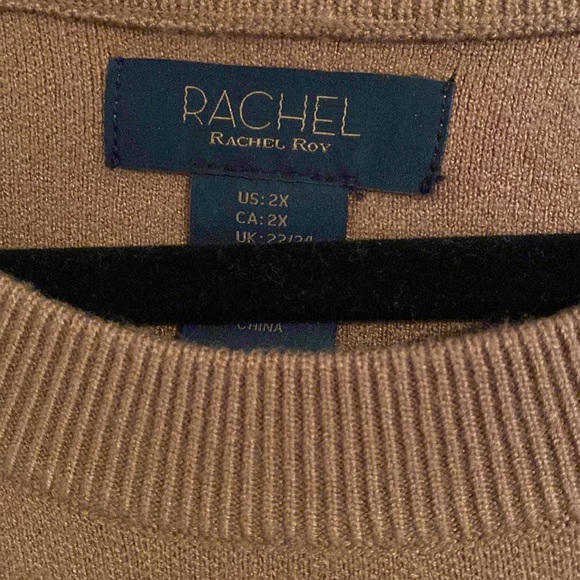 RACHEL
RACHEL ROY
US: 2X
CA: 2X
UK: 22/24
CHINA